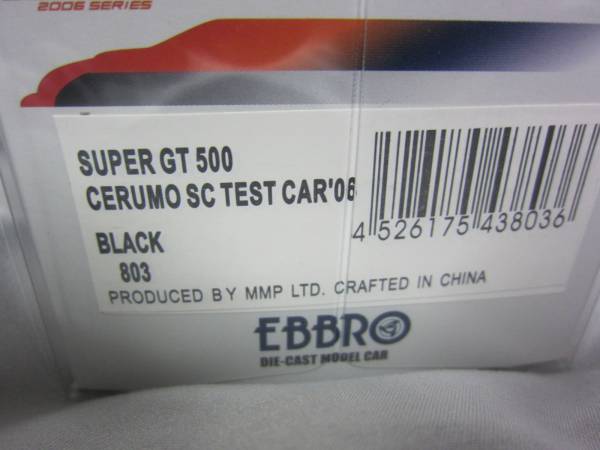 2006 SERIES
SUPER GT 500
CERUMO SC TEST CAR'06
BLACK
803
4 526175 438036
PRODUCED BY MMP LTD. CRAFTED IN CHINA
EBBRO
DIE-CAST MODEL CAR